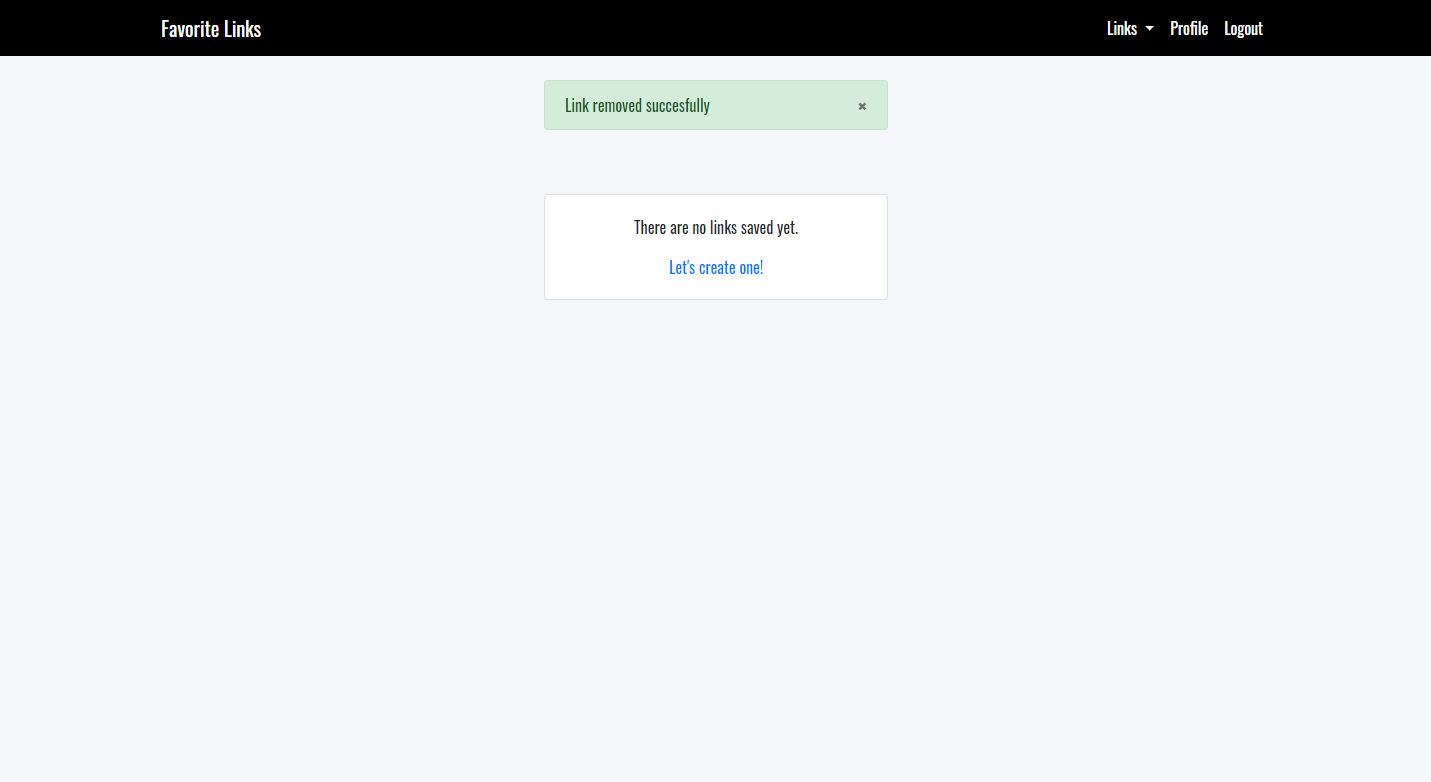 Favorite Links
Links Profile Logout
Link removed succesfully ×
There are no links saved yet.
Let's create one!